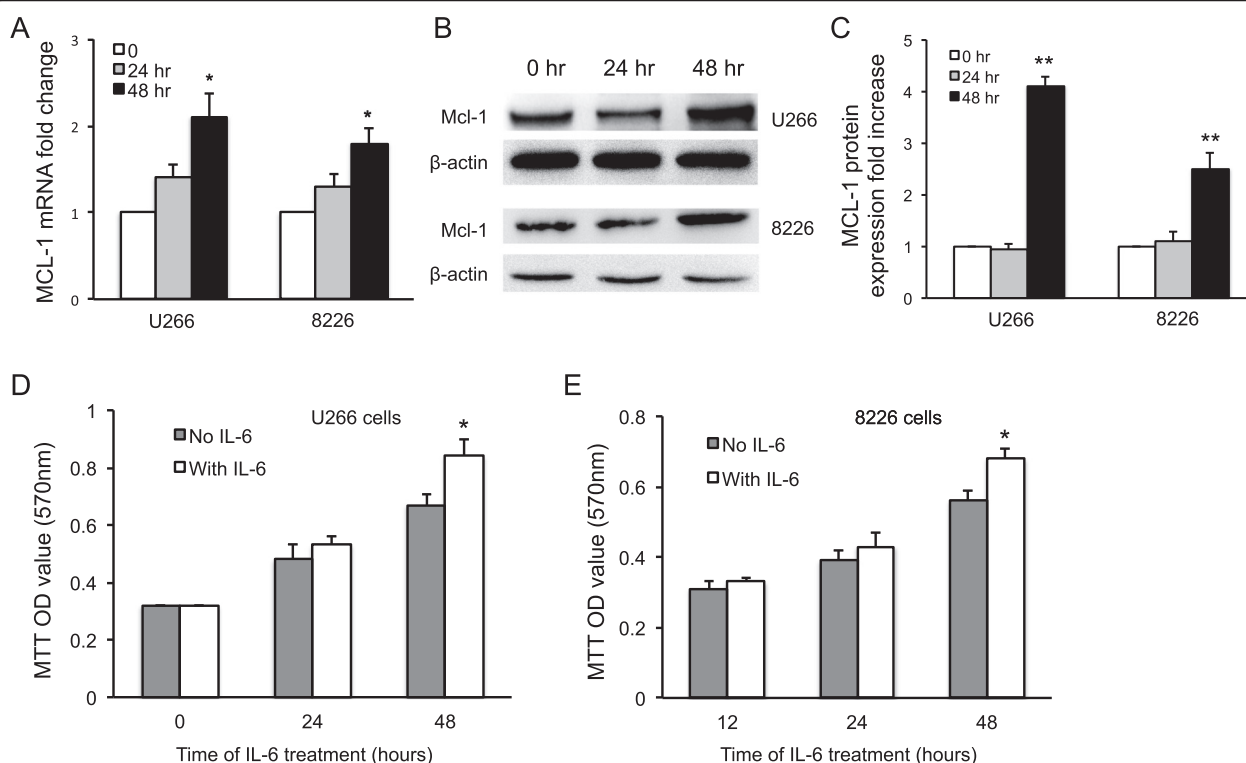 A
MCL-1 mRNA fold change
3
2
1
0
0
24 hr
48 hr
*
*
U266
8226
B
0 hr 24 hr 48 hr
Mcl-1
U266
β-actin
Mcl-1
8226
β-actin
C
MCL-1 protein
expression fold increase
5
4
3
2
1
0
0 hr
24 hr
48 hr
**
**
U266
8226
D
MTT OD value (570nm)
1
0.8
0.6
0.4
0.2
0
U266 cells
No IL-6
With IL-6
*
0 24 48
Time of IL-6 treatment (hours)
E
MTT OD value (570nm)
0.8
0.6
0.4
0.2
0
8226 cells
No IL-6
With IL-6
*
12 24 48
Time of IL-6 treatment (hours)